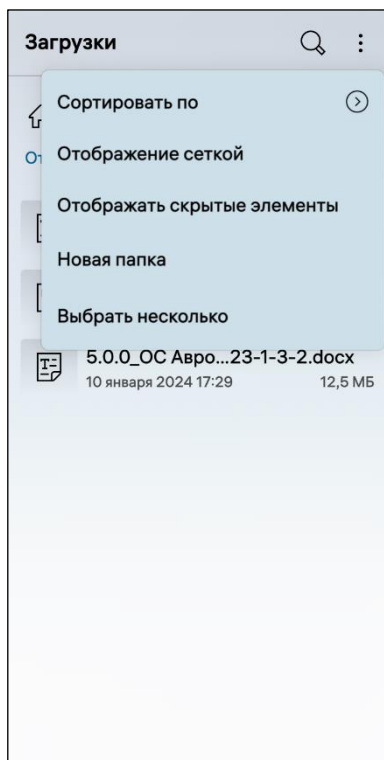 Загрузки
Сортировать по
От
Отображение сеткой
Отображать скрытые элементы
Новая папка
Выбрать несколько
5.0.0_ОС Авро...23-1-3-2.docx
10 января 2024 17:29 12,5 МБ